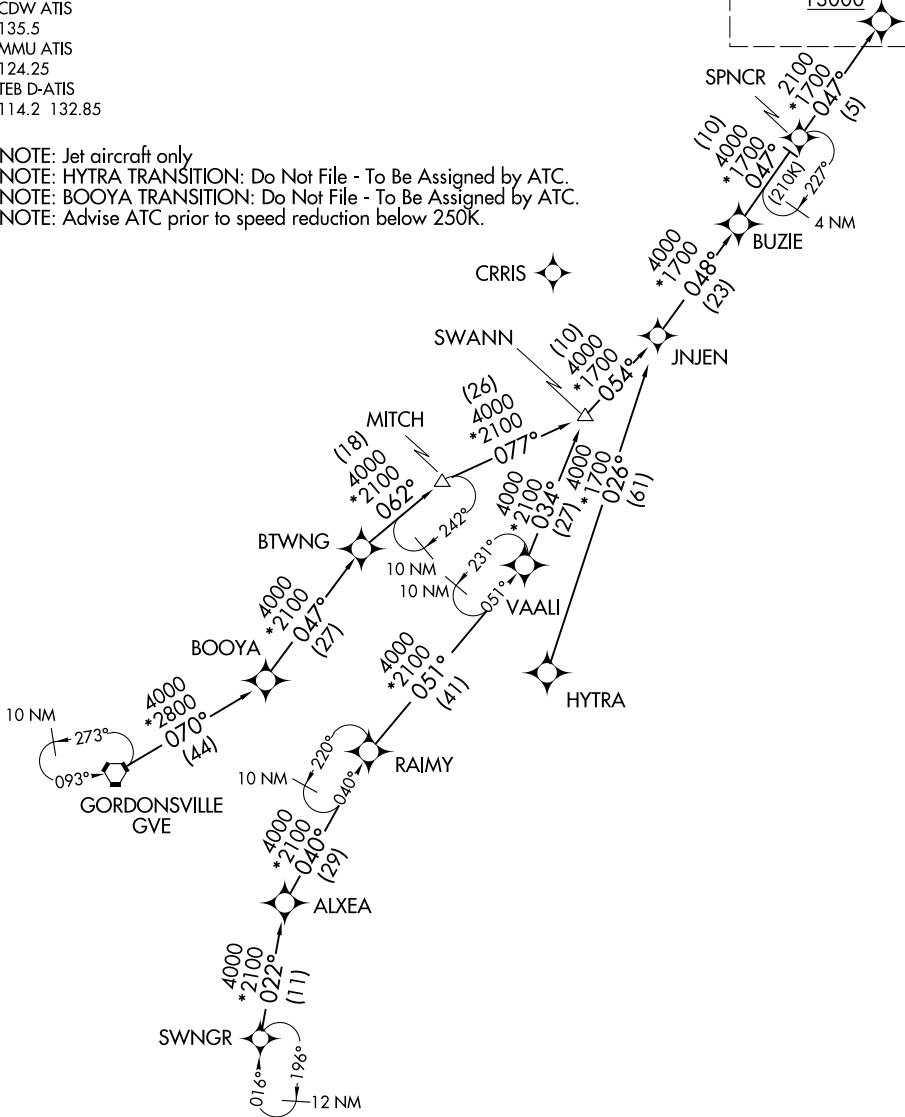 CDW ATIS
135.5
MMU ATIS
124.25
TEB D-ATIS
114.2 132.85
NOTE: Jet aircraft only
NOTE: HYTRA TRANSITION: Do Not File - To Be Assigned by ATC.
NOTE: BOOYA TRANSITION: Do Not File - To Be Assigned by ATC.
NOTE: Advise ATC prior to speed reduction below 250K.
SPNCR
2100
*1700
047°
(5)
(10)
4000
*1700
047°
(210K)
227°
4 NM
BUZIE
4000
*1700
048°
(23)
CRRIS
JNJEN
SWANN
(10)
4000
*1700
054°
MITCH
(26)
4000
*2100
077°
(18)
4000
*2100
062°
242°
10 NM
4000
*2100
034°
(27)
4000
*1700
026°
(61)
BTWNG
231°
051°
10 NM
VAALI
4000
*2100
047°
(27)
BOOYA
4000
*2100
051°
(41)
HYTRA
4000
*2800
070°
(44)
10 NM
273°
093°
GORDONSVILLE
GVE
220°
040°
10 NM
RAIMY
4000
*2100
040°
(29)
ALXEA
4000
*2100
022°
(11)
SWNGR
016°
196°
12 NM